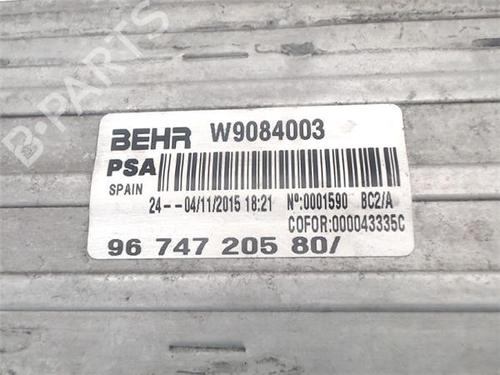 B-PARTS
BEHR W9084003
PSA
SPAIN
24--04/11/2015 18:21 Nº:0001590 BC2/A
COFOR:000043335C
96 747 205 80/